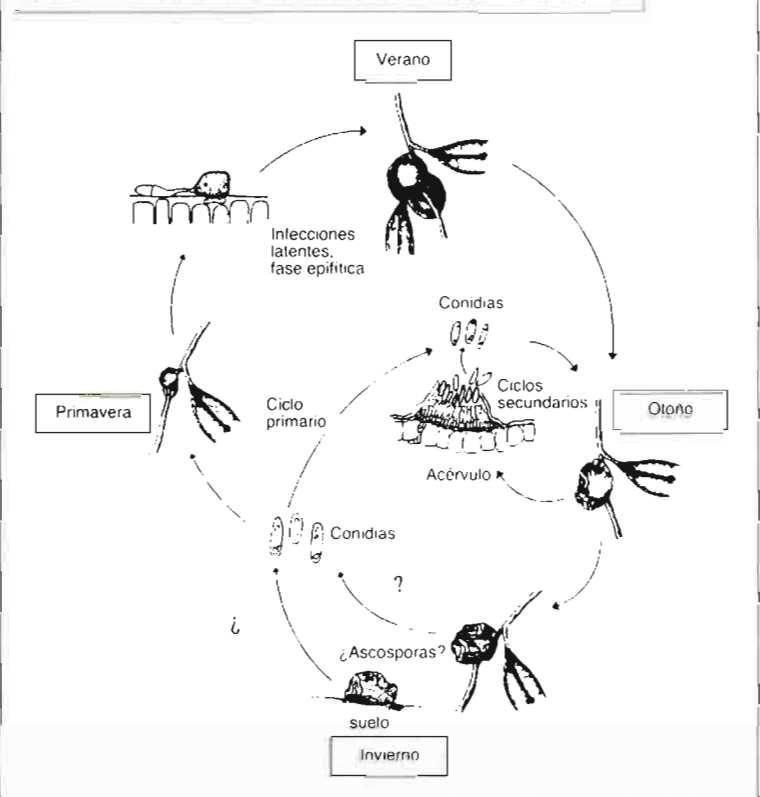 Verano
Infecciones
latentes,
fase epifítica
Conidias
Ciclos
secundarios
Otoño
Primavera
Ciclo
primario
Acérvulo
Conidias
?
¿
¿Ascosporas?
suelo
Invierno